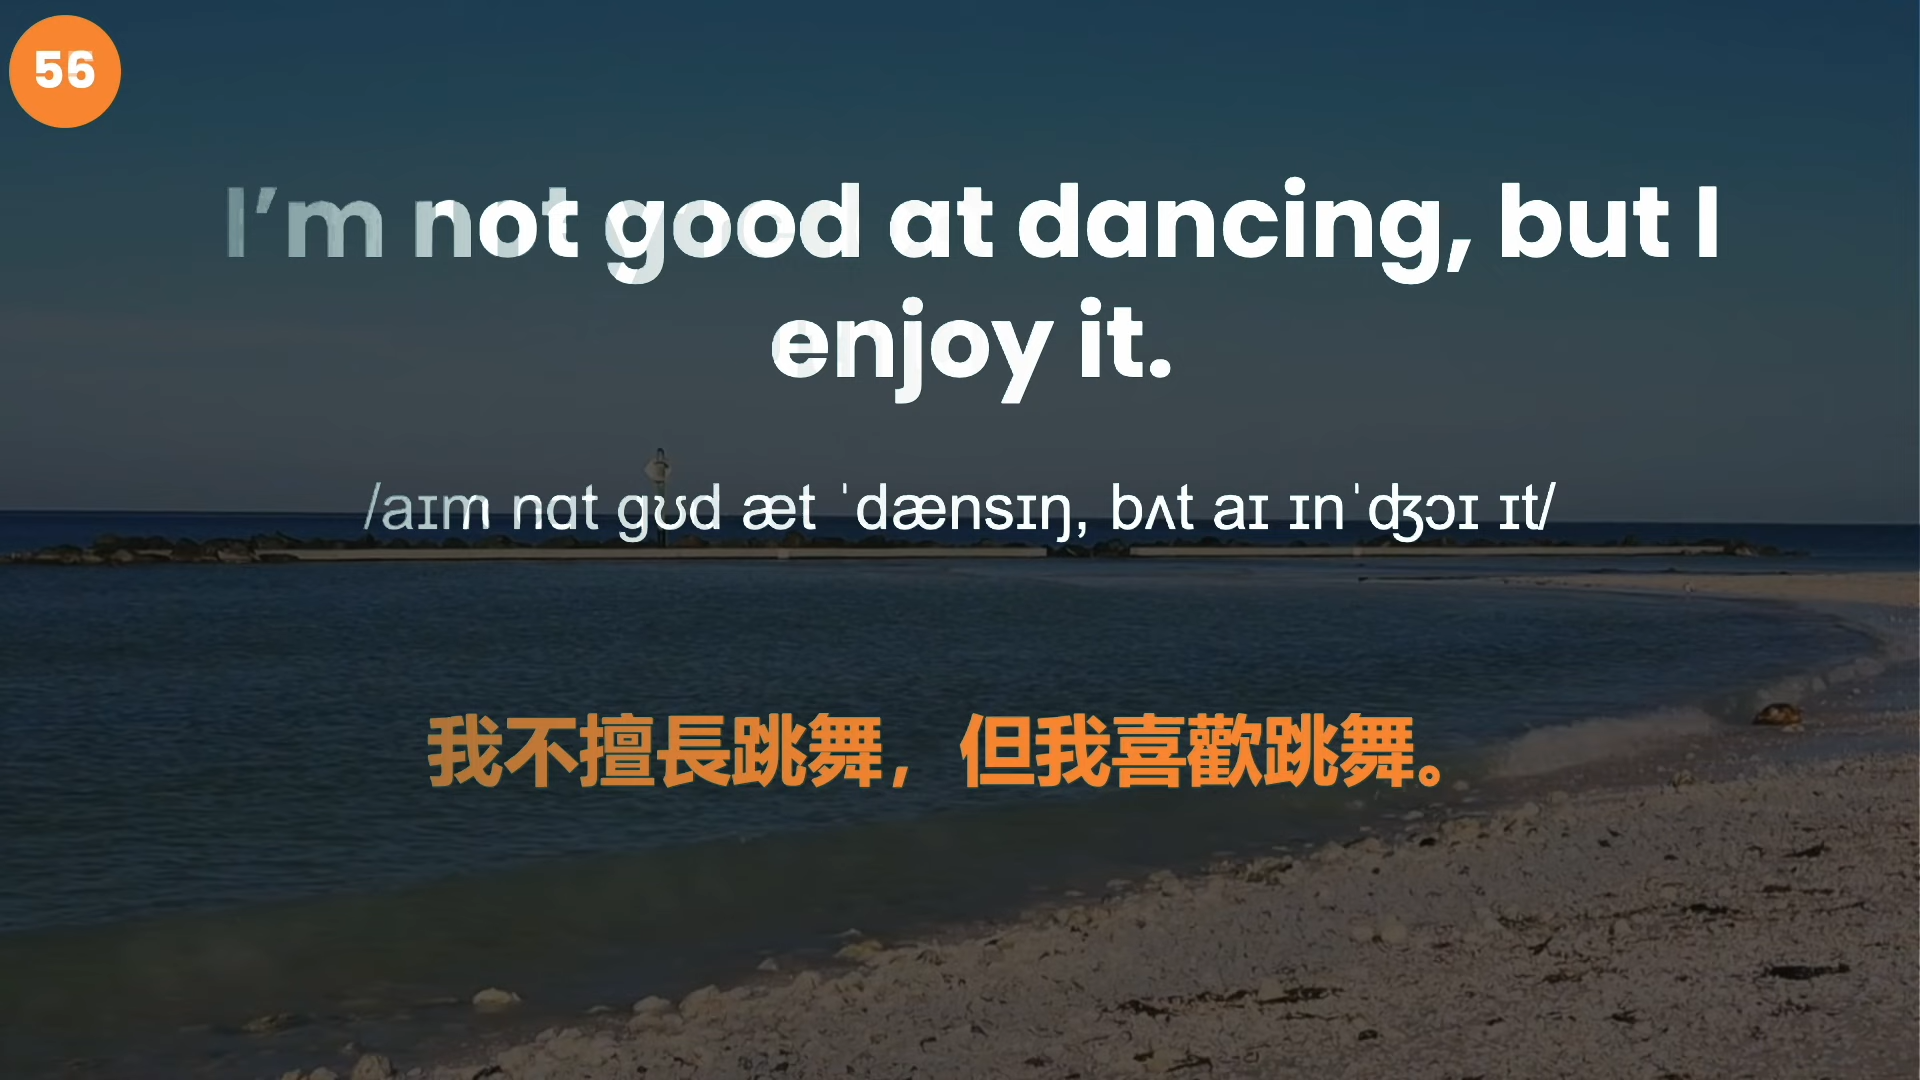 56
I’m not good at dancing, but I
enjoy it.
/aɪm nɑt ɡʊd æt ˈdænsɪŋ, bʌt aɪ ɪnˈʤɔɪ ɪt/
我不擅長跳舞，但我喜歡跳舞。